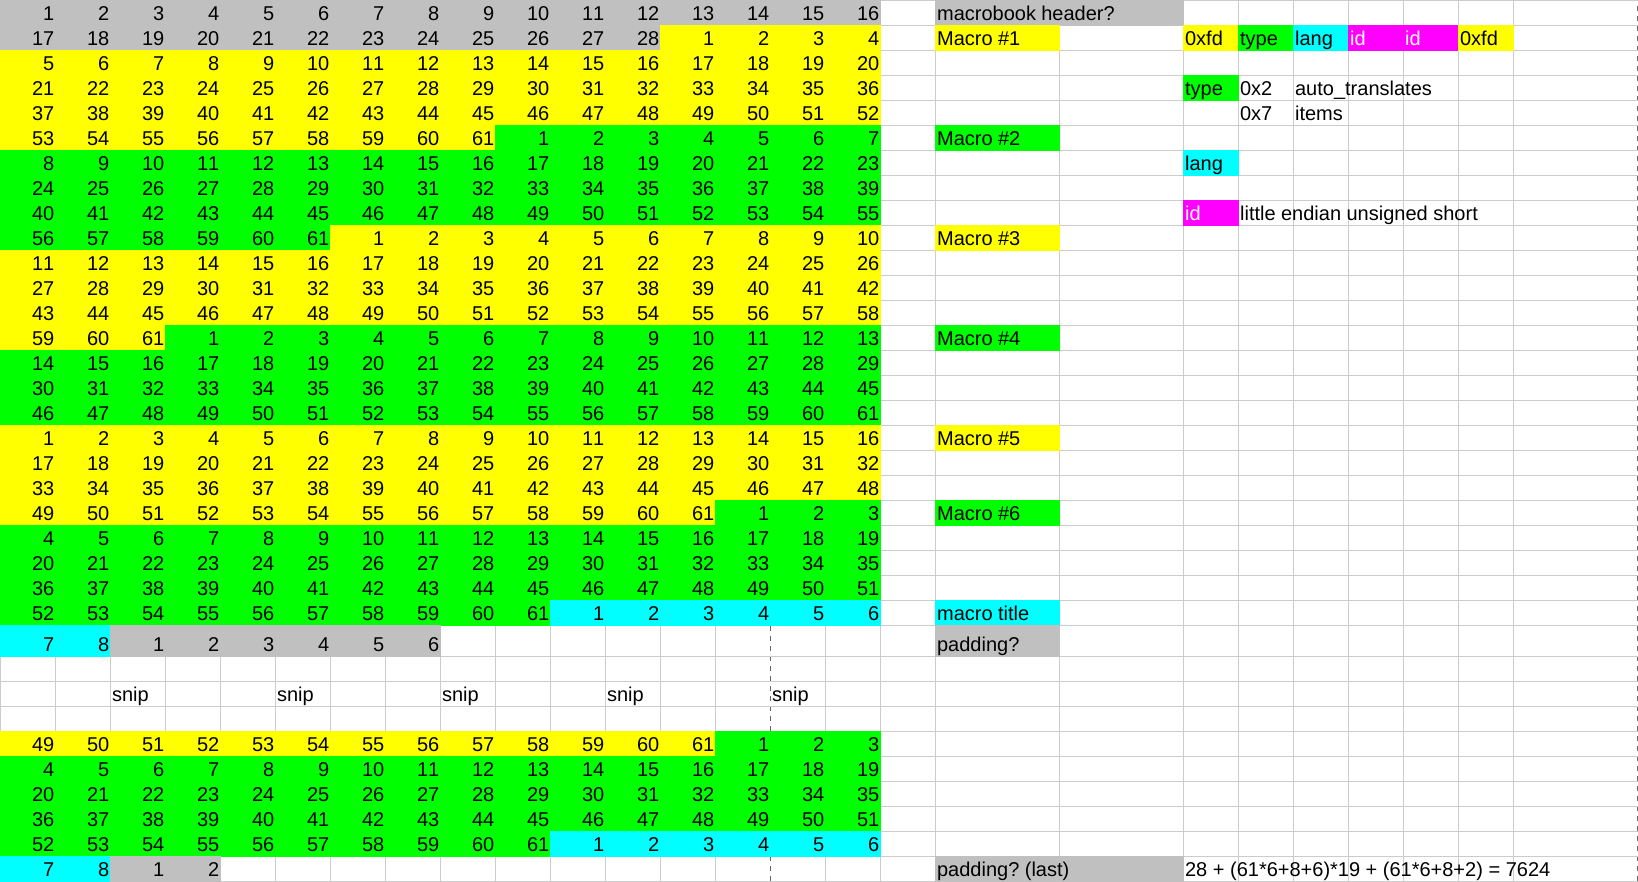 1 2 3 4 5 6 7 8 9 10 11 12 13 14 15 16 macrobook header?
17 18 19 20 21 22 23 24 25 26 27 28 1 2 3 4 Macro #1 0xfd type lang id id 0xfd
5 6 7 8 9 10 11 12 13 14 15 16 17 18 19 20
21 22 23 24 25 26 27 28 29 30 31 32 33 34 35 36 type 0x2 auto_translates
37 38 39 40 41 42 43 44 45 46 47 48 49 50 51 52 0x7 items
53 54 55 56 57 58 59 60 61 1 2 3 4 5 6 7 Macro #2
8 9 10 11 12 13 14 15 16 17 18 19 20 21 22 23 lang
24 25 26 27 28 29 30 31 32 33 34 35 36 37 38 39
40 41 42 43 44 45 46 47 48 49 50 51 52 53 54 55 id little endian unsigned short
56 57 58 59 60 61 1 2 3 4 5 6 7 8 9 10 Macro #3
11 12 13 14 15 16 17 18 19 20 21 22 23 24 25 26
27 28 29 30 31 32 33 34 35 36 37 38 39 40 41 42
43 44 45 46 47 48 49 50 51 52 53 54 55 56 57 58
59 60 61 1 2 3 4 5 6 7 8 9 10 11 12 13 Macro #4
14 15 16 17 18 19 20 21 22 23 24 25 26 27 28 29
30 31 32 33 34 35 36 37 38 39 40 41 42 43 44 45
46 47 48 49 50 51 52 53 54 55 56 57 58 59 60 61
1 2 3 4 5 6 7 8 9 10 11 12 13 14 15 16 Macro #5
17 18 19 20 21 22 23 24 25 26 27 28 29 30 31 32
33 34 35 36 37 38 39 40 41 42 43 44 45 46 47 48
49 50 51 52 53 54 55 56 57 58 59 60 61 1 2 3 Macro #6
4 5 6 7 8 9 10 11 12 13 14 15 16 17 18 19
20 21 22 23 24 25 26 27 28 29 30 31 32 33 34 35
36 37 38 39 40 41 42 43 44 45 46 47 48 49 50 51
52 53 54 55 56 57 58 59 60 61 1 2 3 4 5 6 macro title
7 8 1 2 3 4 5 6 padding?
snip snip snip snip snip
49 50 51 52 53 54 55 56 57 58 59 60 61 1 2 3
4 5 6 7 8 9 10 11 12 13 14 15 16 17 18 19
20 21 22 23 24 25 26 27 28 29 30 31 32 33 34 35
36 37 38 39 40 41 42 43 44 45 46 47 48 49 50 51
52 53 54 55 56 57 58 59 60 61 1 2 3 4 5 6
7 8 1 2 padding? (last) 28 + (61*6+8+6)*19 + (61*6+8+2) = 7624